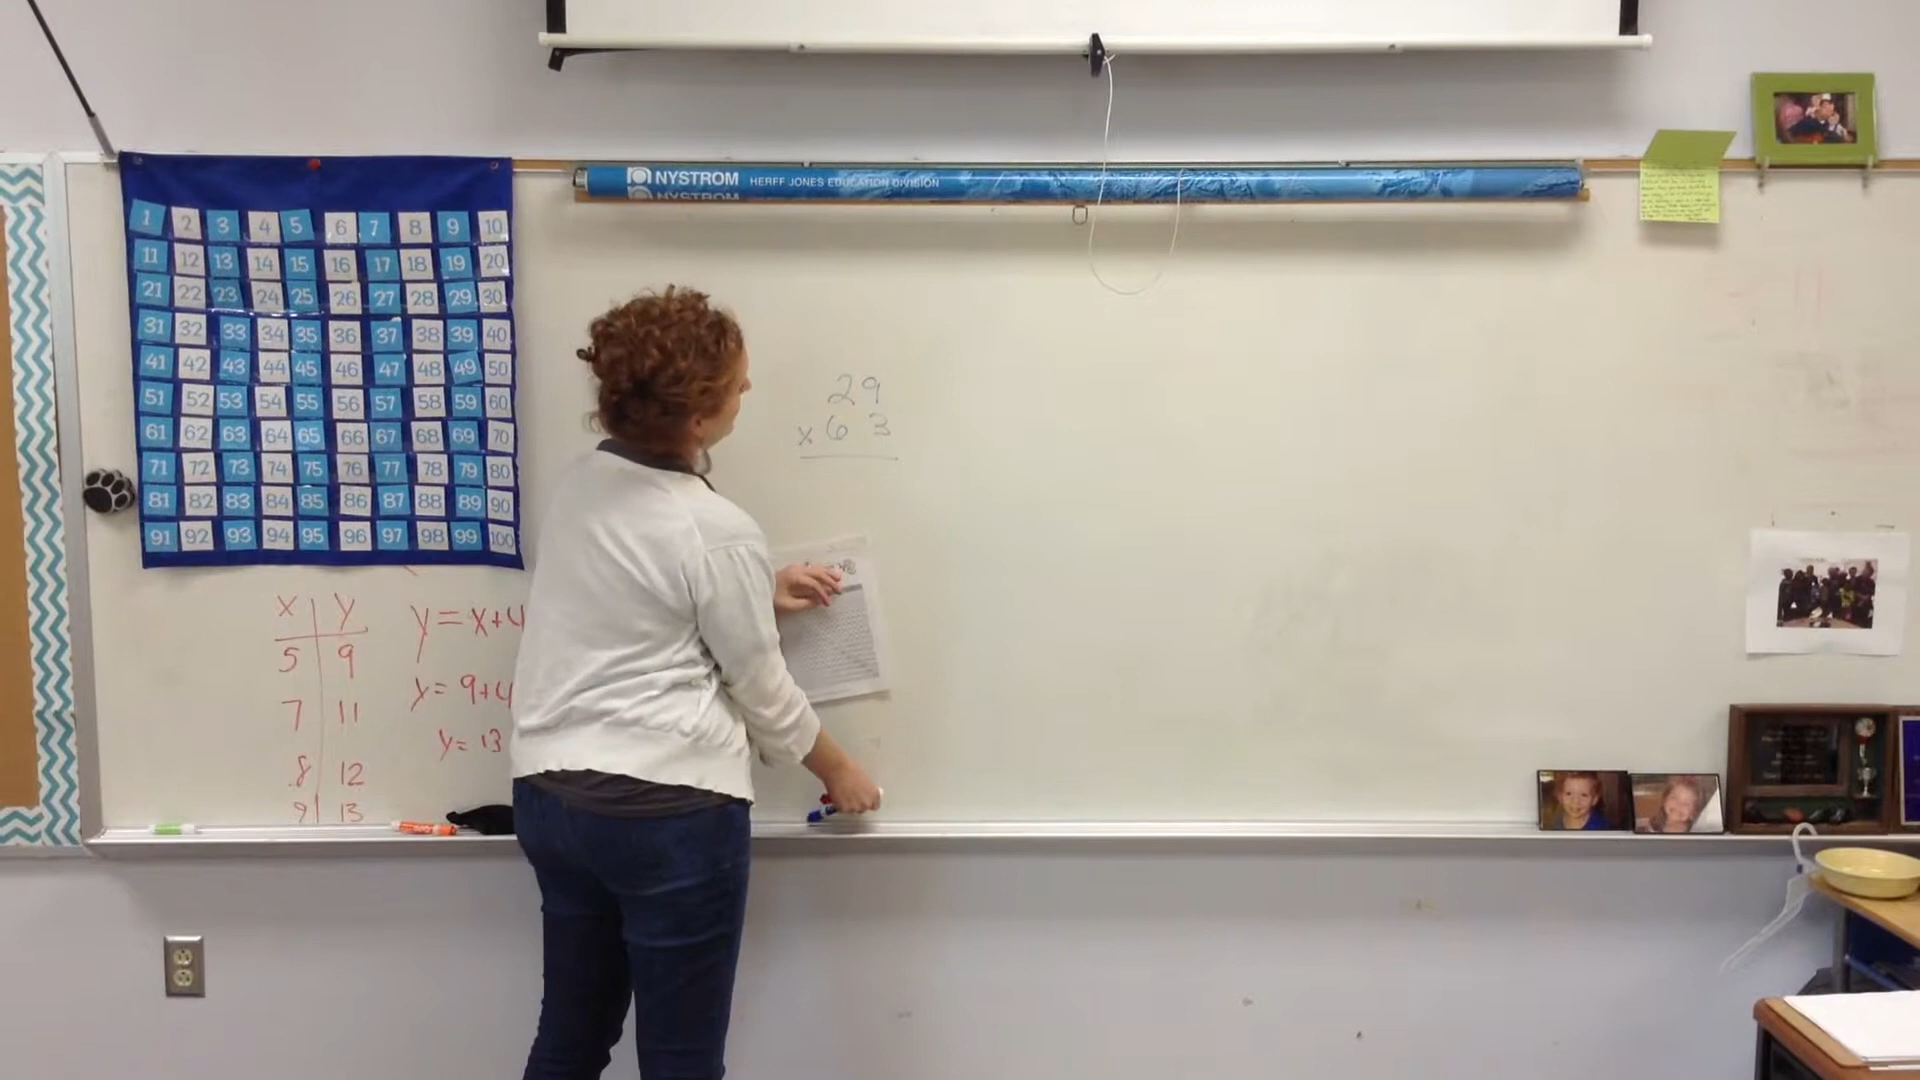 NYSTROM HERFF JONES EDUCATION DIVISION
1 2 3 4 5 6 7 8 9 10
11 12 13 14 15 16 17 18 19 20
21 22 23 24 25 26 27 28 29 30
31 32 33 34 35 36 37 38 39 40
41 42 43 44 45 46 47 48 49 50
51 52 53 54 55 56 57 58 59 60
61 62 63 64 65 66 67 68 69 70
71 72 73 74 75 76 77 78 79 80
81 82 83 84 85 86 87 88 89 90
91 92 93 94 95 96 97 98 99 100
29
x 63
x y
5 9
7 11
8 12
9 13
y = x+4
y = 9+4
y = 13